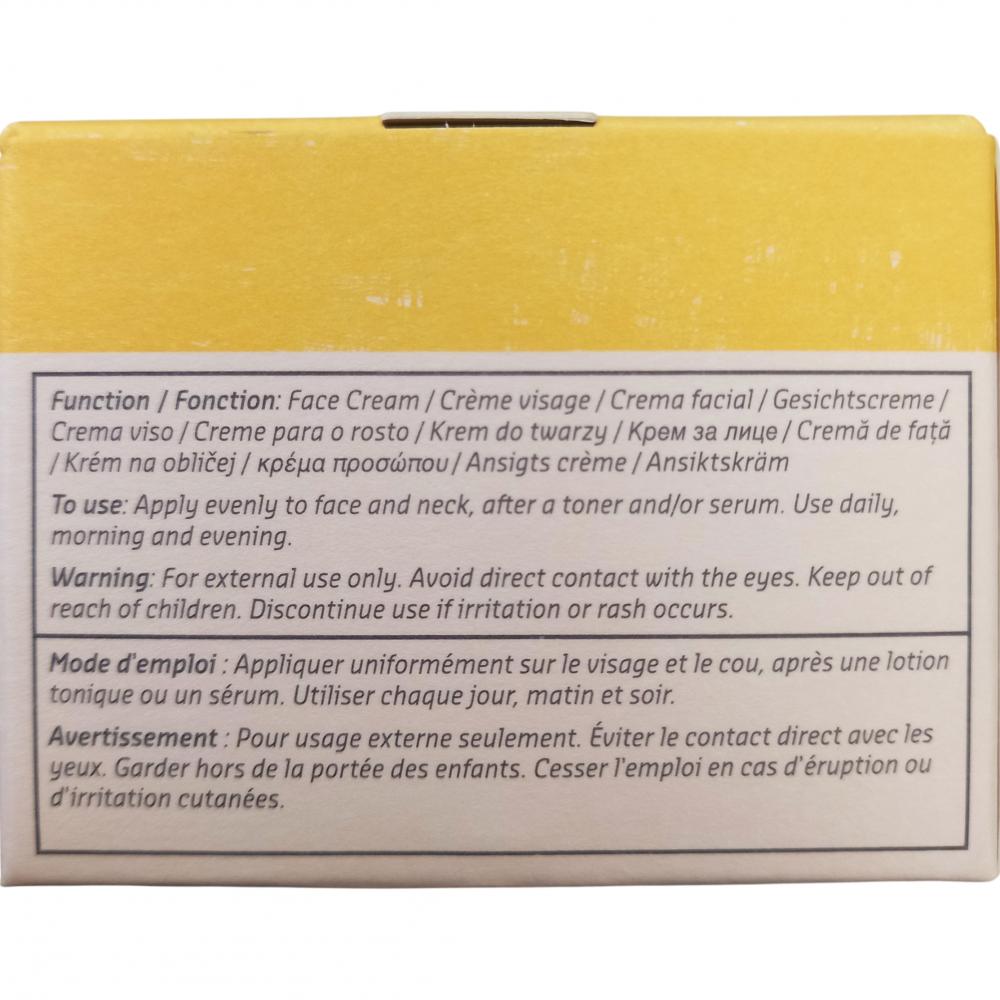 Function / Fonction: Face Cream / Crème visage / Crema facial / Gesichtscreme /
Crema viso / Creme para o rosto / Krem do twarzy / Крем за лице / Cremă de față
/ Krém na obličej / κρέμα προσώπου / Ansigts crème / Ansiktskräm
To use: Apply evenly to face and neck, after a toner and/or serum. Use daily,
morning and evening.
Warning: For external use only. Avoid direct contact with the eyes. Keep out of
reach of children. Discontinue use if irritation or rash occurs.
Mode d'emploi : Appliquer uniformément sur le visage et le cou, après une lotion
tonique ou un sérum. Utiliser chaque jour, matin et soir.
Avertissement : Pour usage externe seulement. Éviter le contact direct avec les
yeux. Garder hors de la portée des enfants. Cesser l'emploi en cas d'éruption ou
d'irritation cutanées.